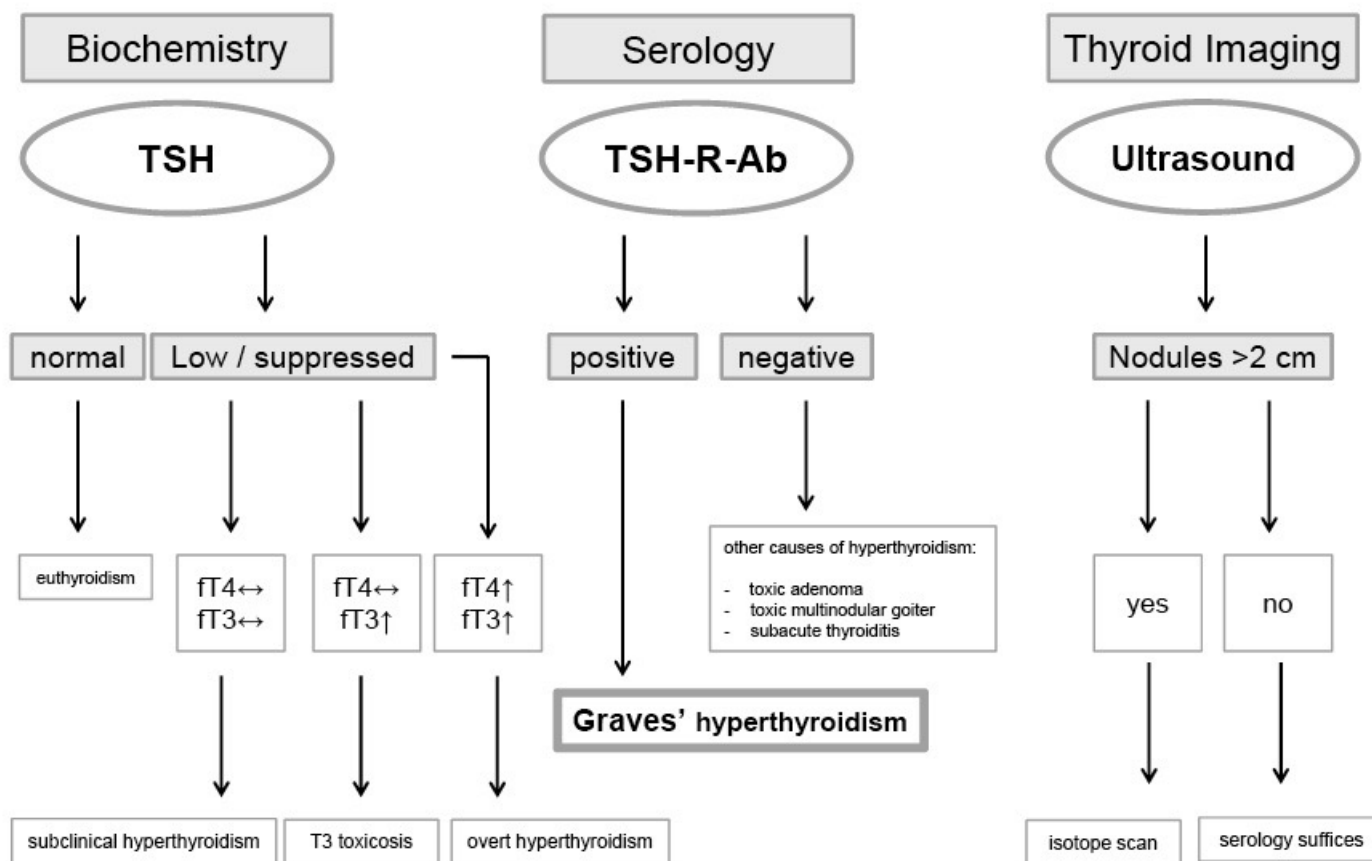 Biochemistry
TSH
normal
Low / suppressed
euthyroidism
fT4↔
fT3↔
fT4↔
fT3↑
fT4↑
fT3↑
subclinical hyperthyroidism
T3 toxicosis
overt hyperthyroidism
Serology
TSH-R-Ab
positive
negative
other causes of hyperthyroidism:
- toxic adenoma
- toxic multinodular goiter
- subacute thyroiditis
Graves’ hyperthyroidism
Thyroid Imaging
Ultrasound
Nodules >2 cm
yes
no
isotope scan
serology suffices